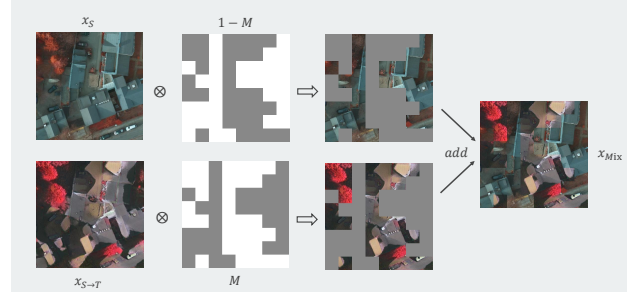 x_S
1 − M
⊗
⇨
add
x_Mix
⊗
⇨
x_{S→T}
M